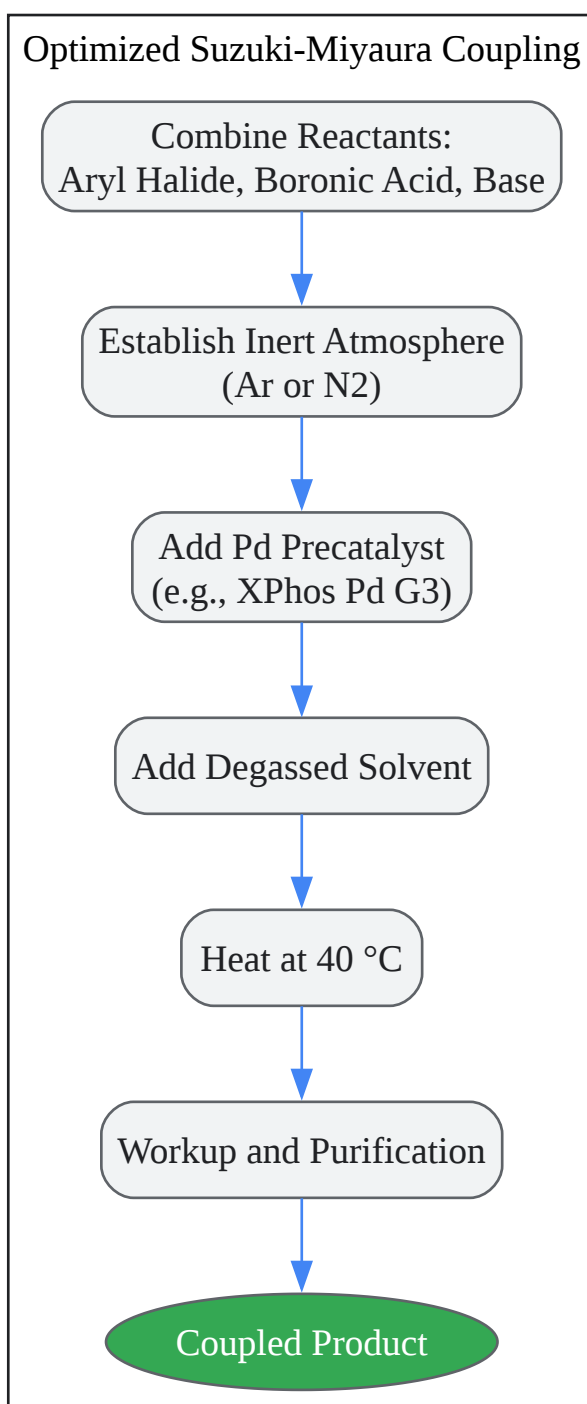 Optimized Suzuki-Miyaura Coupling
Combine Reactants:
Aryl Halide, Boronic Acid, Base
Establish Inert Atmosphere
(Ar or N2)
Add Pd Precatalyst
(e.g., XPhos Pd G3)
Add Degassed Solvent
Heat at 40 °C
Workup and Purification
Coupled Product